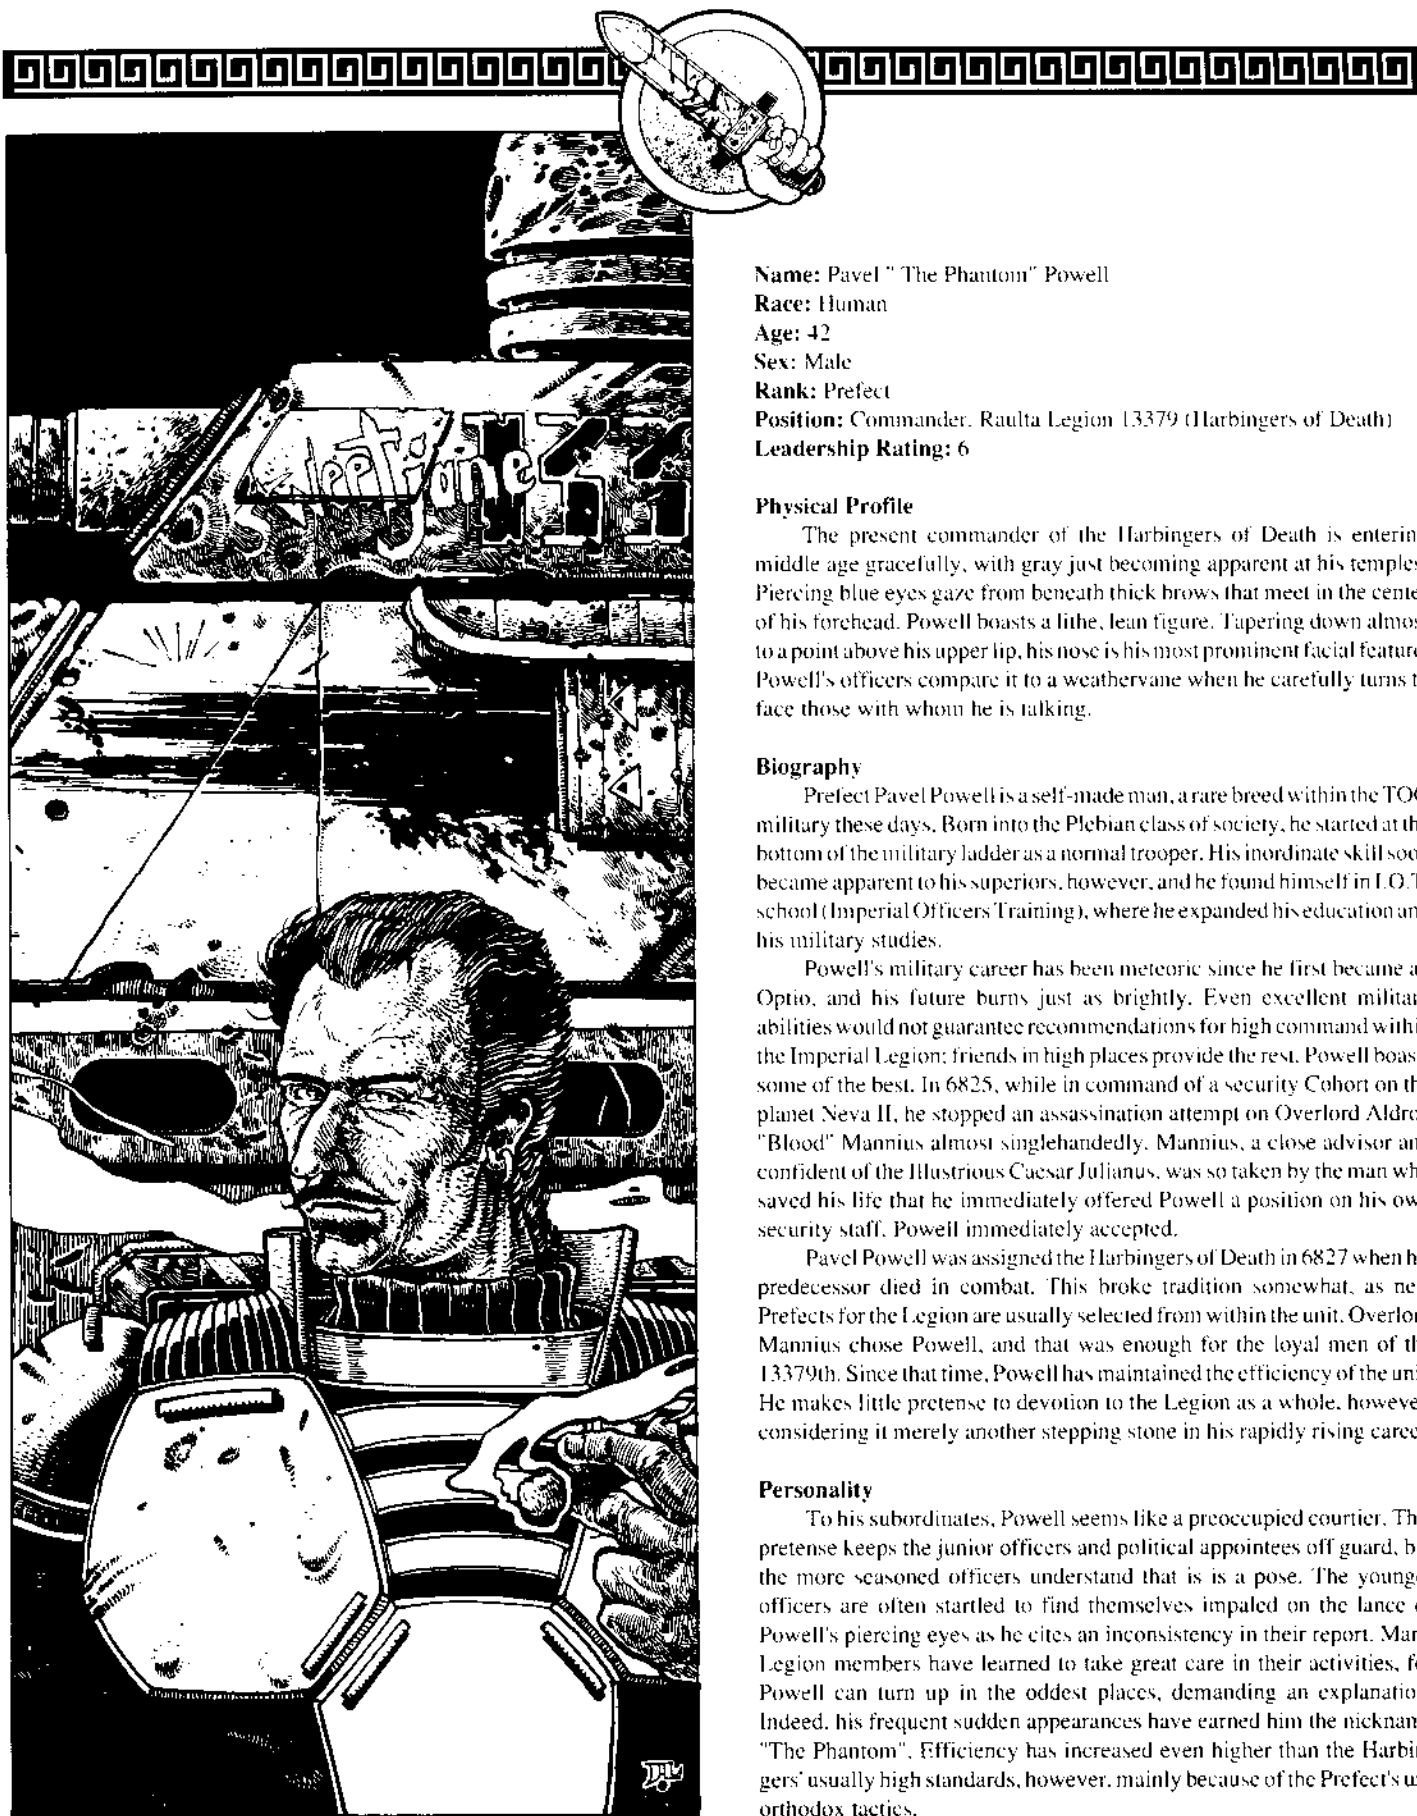 Sleet
Jane
Name: Pavel " The Phantom" Powell
Race: Human
Age: 42
Sex: Male
Rank: Prefect
Position: Commander. Raulta Legion 13379 (Harbingers of Death)
Leadership Rating: 6
Physical Profile
The present commander of the Harbingers of Death is enterin
middle age gracefully, with gray just becoming apparent at his temples
Piercing blue eyes gaze from beneath thick brows that meet in the cente
of his forehead. Powell boasts a lithe, lean figure. Tapering down almos
to a point above his upper lip, his nose is his most prominent facial feature
Powell's officers compare it to a weathervane when he carefully turns t
face those with whom he is talking.
Biography
Prefect Pavel Powell is a self-made man, a rare breed within the TOG
military these days. Born into the Plebian class of society, he started at th
bottom of the military ladder as a normal trooper. His inordinate skill soo
became apparent to his superiors, however, and he found himself in I.O.T
school (Imperial Officers Training), where he expanded his education an
his military studies.
Powell's military career has been meteoric since he first became a
Optio, and his future burns just as brightly. Even excellent militar
abilities would not guarantee recommendations for high command withi
the Imperial Legion; friends in high places provide the rest. Powell boas
some of the best. In 6825, while in command of a security Cohort on th
planet Neva II, he stopped an assassination attempt on Overlord Aldro
"Blood" Mannius almost singlehandedly. Mannius, a close advisor an
confident of the Illustrious Caesar Julianus, was so taken by the man wh
saved his life that he immediately offered Powell a position on his ow
security staff. Powell immediately accepted.
Pavel Powell was assigned the Harbingers of Death in 6827 when h
predecessor died in combat. This broke tradition somewhat, as ne
Prefects for the Legion are usually selected from within the unit. Overlor
Mannius chose Powell, and that was enough for the loyal men of th
13379th. Since that time, Powell has maintained the efficiency of the uni
He makes little pretense to devotion to the Legion as a whole, howeve
considering it merely another stepping stone in his rapidly rising caree
Personality
To his subordinates, Powell seems like a preoccupied courtier. Th
pretense keeps the junior officers and political appointees off guard, b
the more seasoned officers understand that is is a pose. The younge
officers are often startled to find themselves impaled on the lance o
Powell's piercing eyes as he cites an inconsistency in their report. Man
Legion members have learned to take great care in their activities, fo
Powell can turn up in the oddest places, demanding an explanation
Indeed, his frequent sudden appearances have earned him the nicknam
"The Phantom". Efficiency has increased even higher than the Harbin
gers' usually high standards, however, mainly because of the Prefect's un
orthodox tactics.